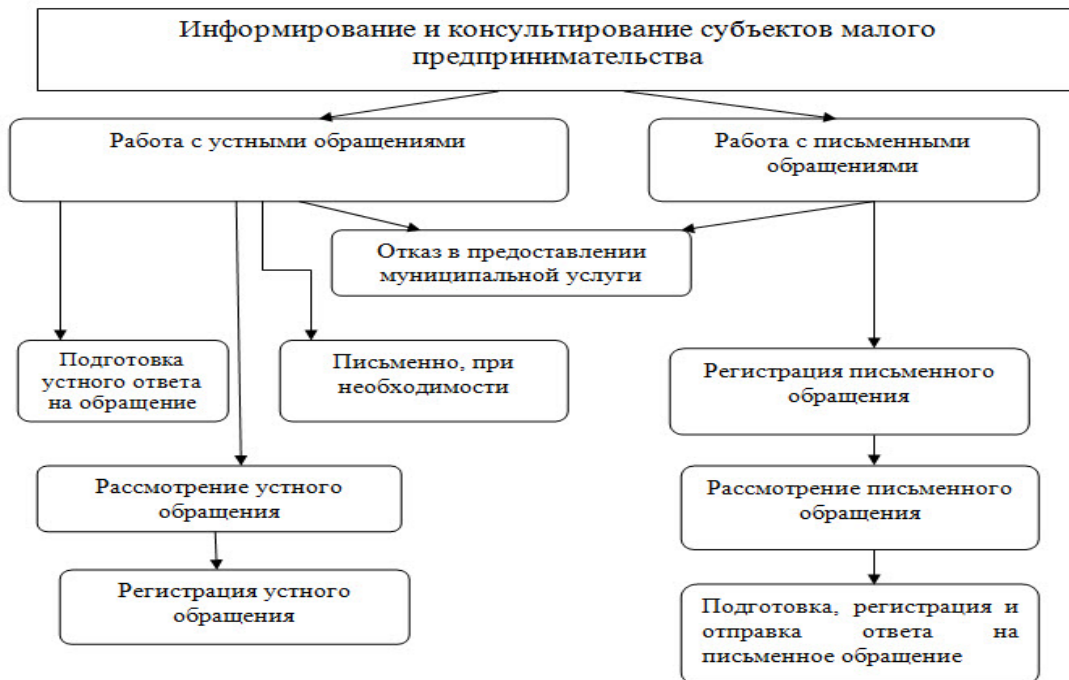 Информирование и консультирование субъектов малого
предпринимательства
Работа с устными обращениями
Работа с письменными
обращениями
Отказ в предоставлении
муниципальной услуги
Подготовка
устного ответа
на обращение
Письменно, при
необходимости
Регистрация письменного
обращения
Рассмотрение устного
обращения
Рассмотрение письменного
обращения
Регистрация устного
обращения
Подготовка, регистрация и
отправка ответа на
письменное обращение